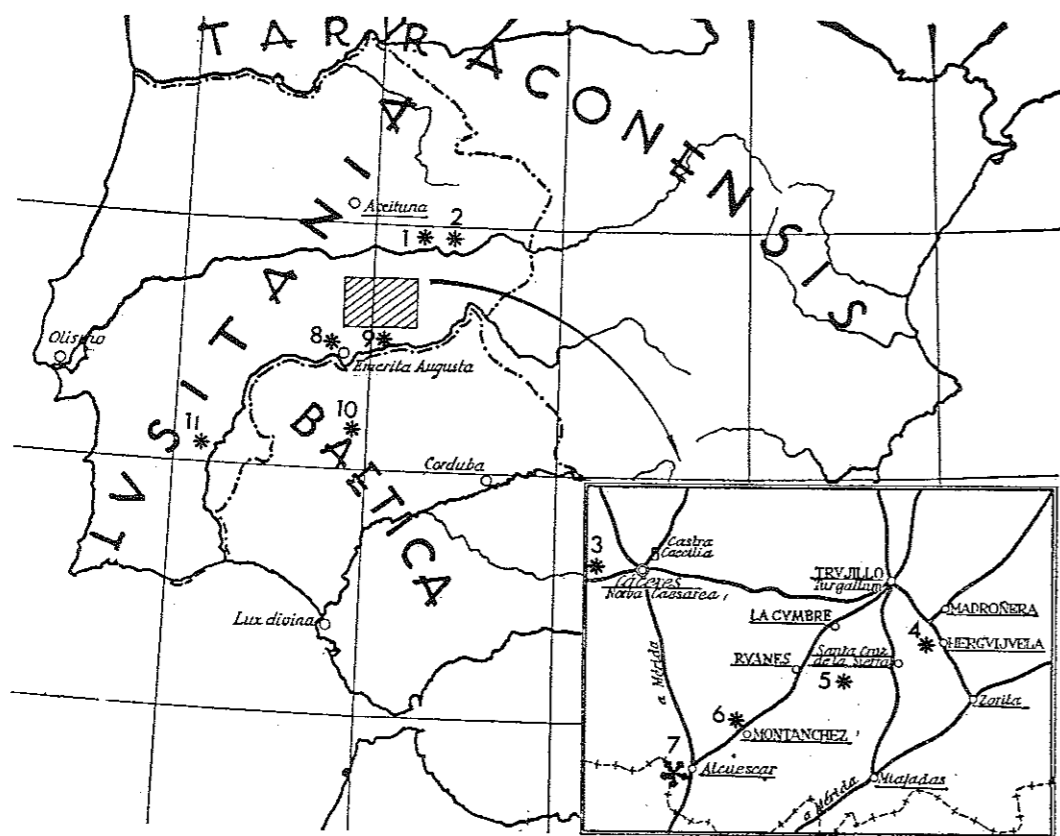 TARRACONENSIS
LVSITANIA
Aceituna
1
2
8
9
Olisipo
Emerita Augusta
10
11
BAETICA
Corduba
Lux divina
3
Castra
Caecilia
CÁCERES
Norba Caesarea
TRVJILLO
Turgallum
LA CVMBRE
MADROÑERA
4
HERGVIJVELA
RVANES
Santa Cruz
de la Sierra
5
a Mérida
6
MONTANCHEZ
Zorita
7
Alcuescar
Miajadas
a Mérida